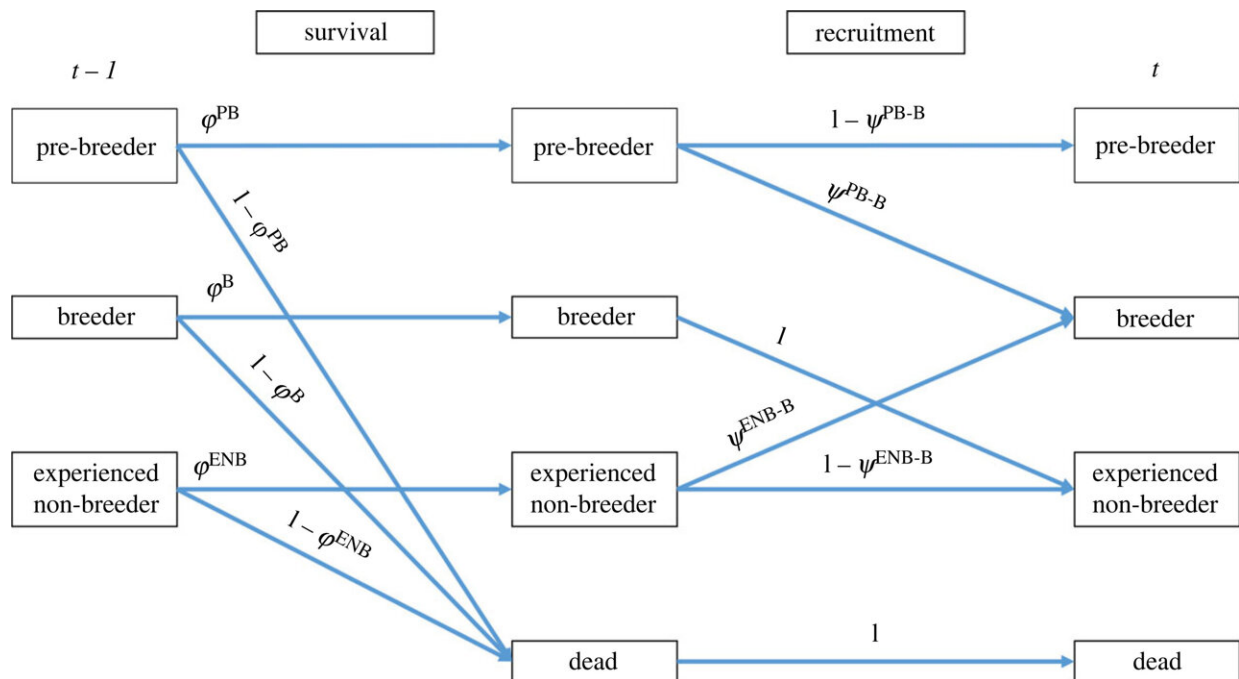 survival
recruitment
t – 1
t
pre-breeder
φ^PB
pre-breeder
1 – ψ^PB-B
pre-breeder
1 – φ^PB
ψ^PB-B
breeder
φ^B
breeder
1
breeder
1 – φ^B
ψ^ENB-B
experienced
non-breeder
φ^ENB
experienced
non-breeder
1 – ψ^ENB-B
experienced
non-breeder
1 – φ^ENB
dead
1
dead